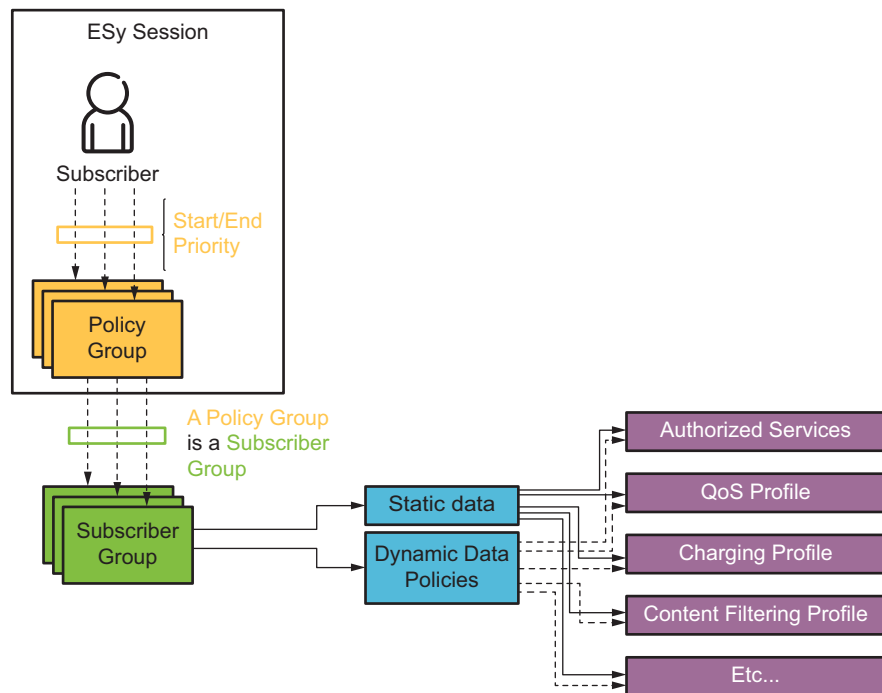 ESy Session
Subscriber
Start/End
Priority
Policy
Group
A Policy Group
is a Subscriber
Group
Subscriber
Group
Static data
Dynamic Data
Policies
Authorized Services
QoS Profile
Charging Profile
Content Filtering Profile
Etc...